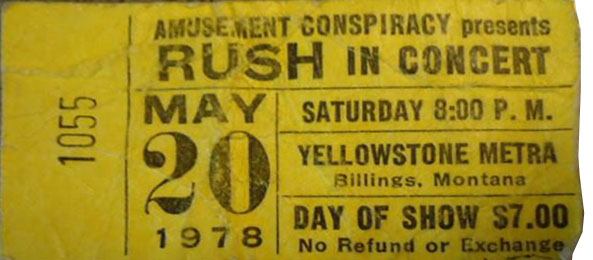 1055
AMUSEMENT CONSPIRACY presents
RUSH IN CONCERT
MAY
20
1978
SATURDAY 8:00 P. M.
YELLOWSTONE METRA
Billings, Montana
DAY OF SHOW $7.00
No Refund or Exchange